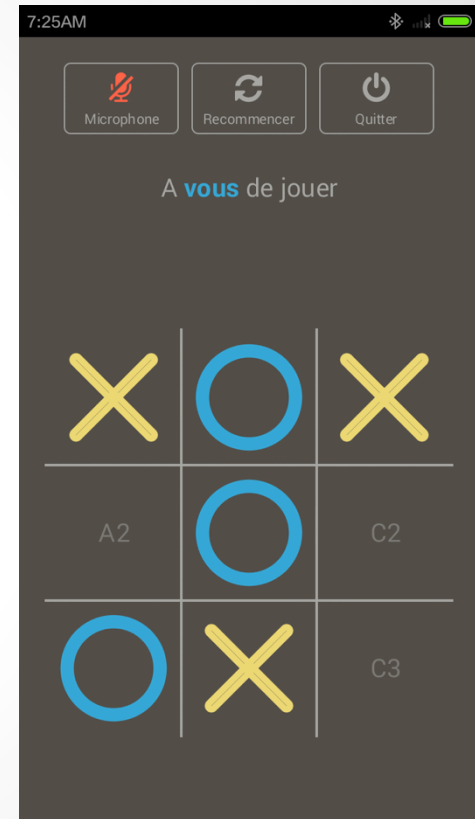 7:25AM
Microphone Recommencer Quitter
A vous de jouer
A2 C2
C3